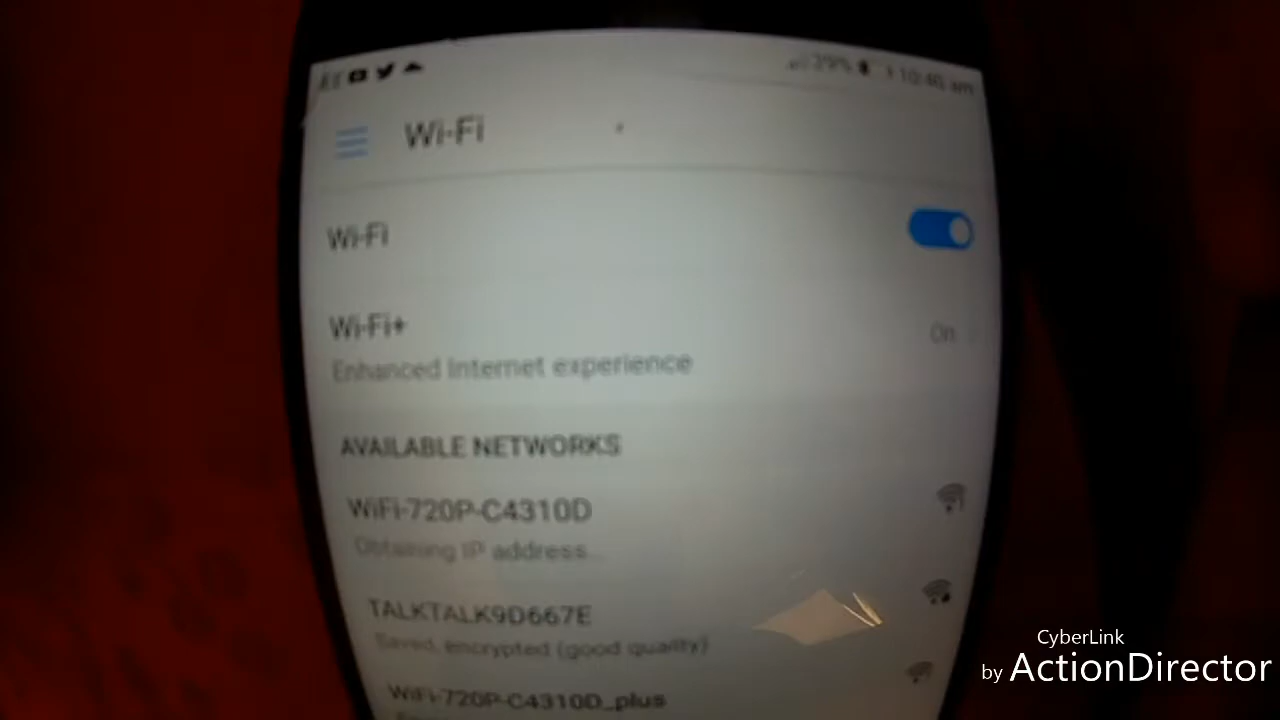 29% 10:40 am
Wi-Fi
Wi-Fi
Wi-Fi+
On
Enhanced Internet experience
AVAILABLE NETWORKS
WiFi-720P-C4310D
Obtaining IP address...
TALKTALK9D667E
Saved, encrypted (good quality)
WiFi-720P-C4310D_plus
CyberLink
by ActionDirector